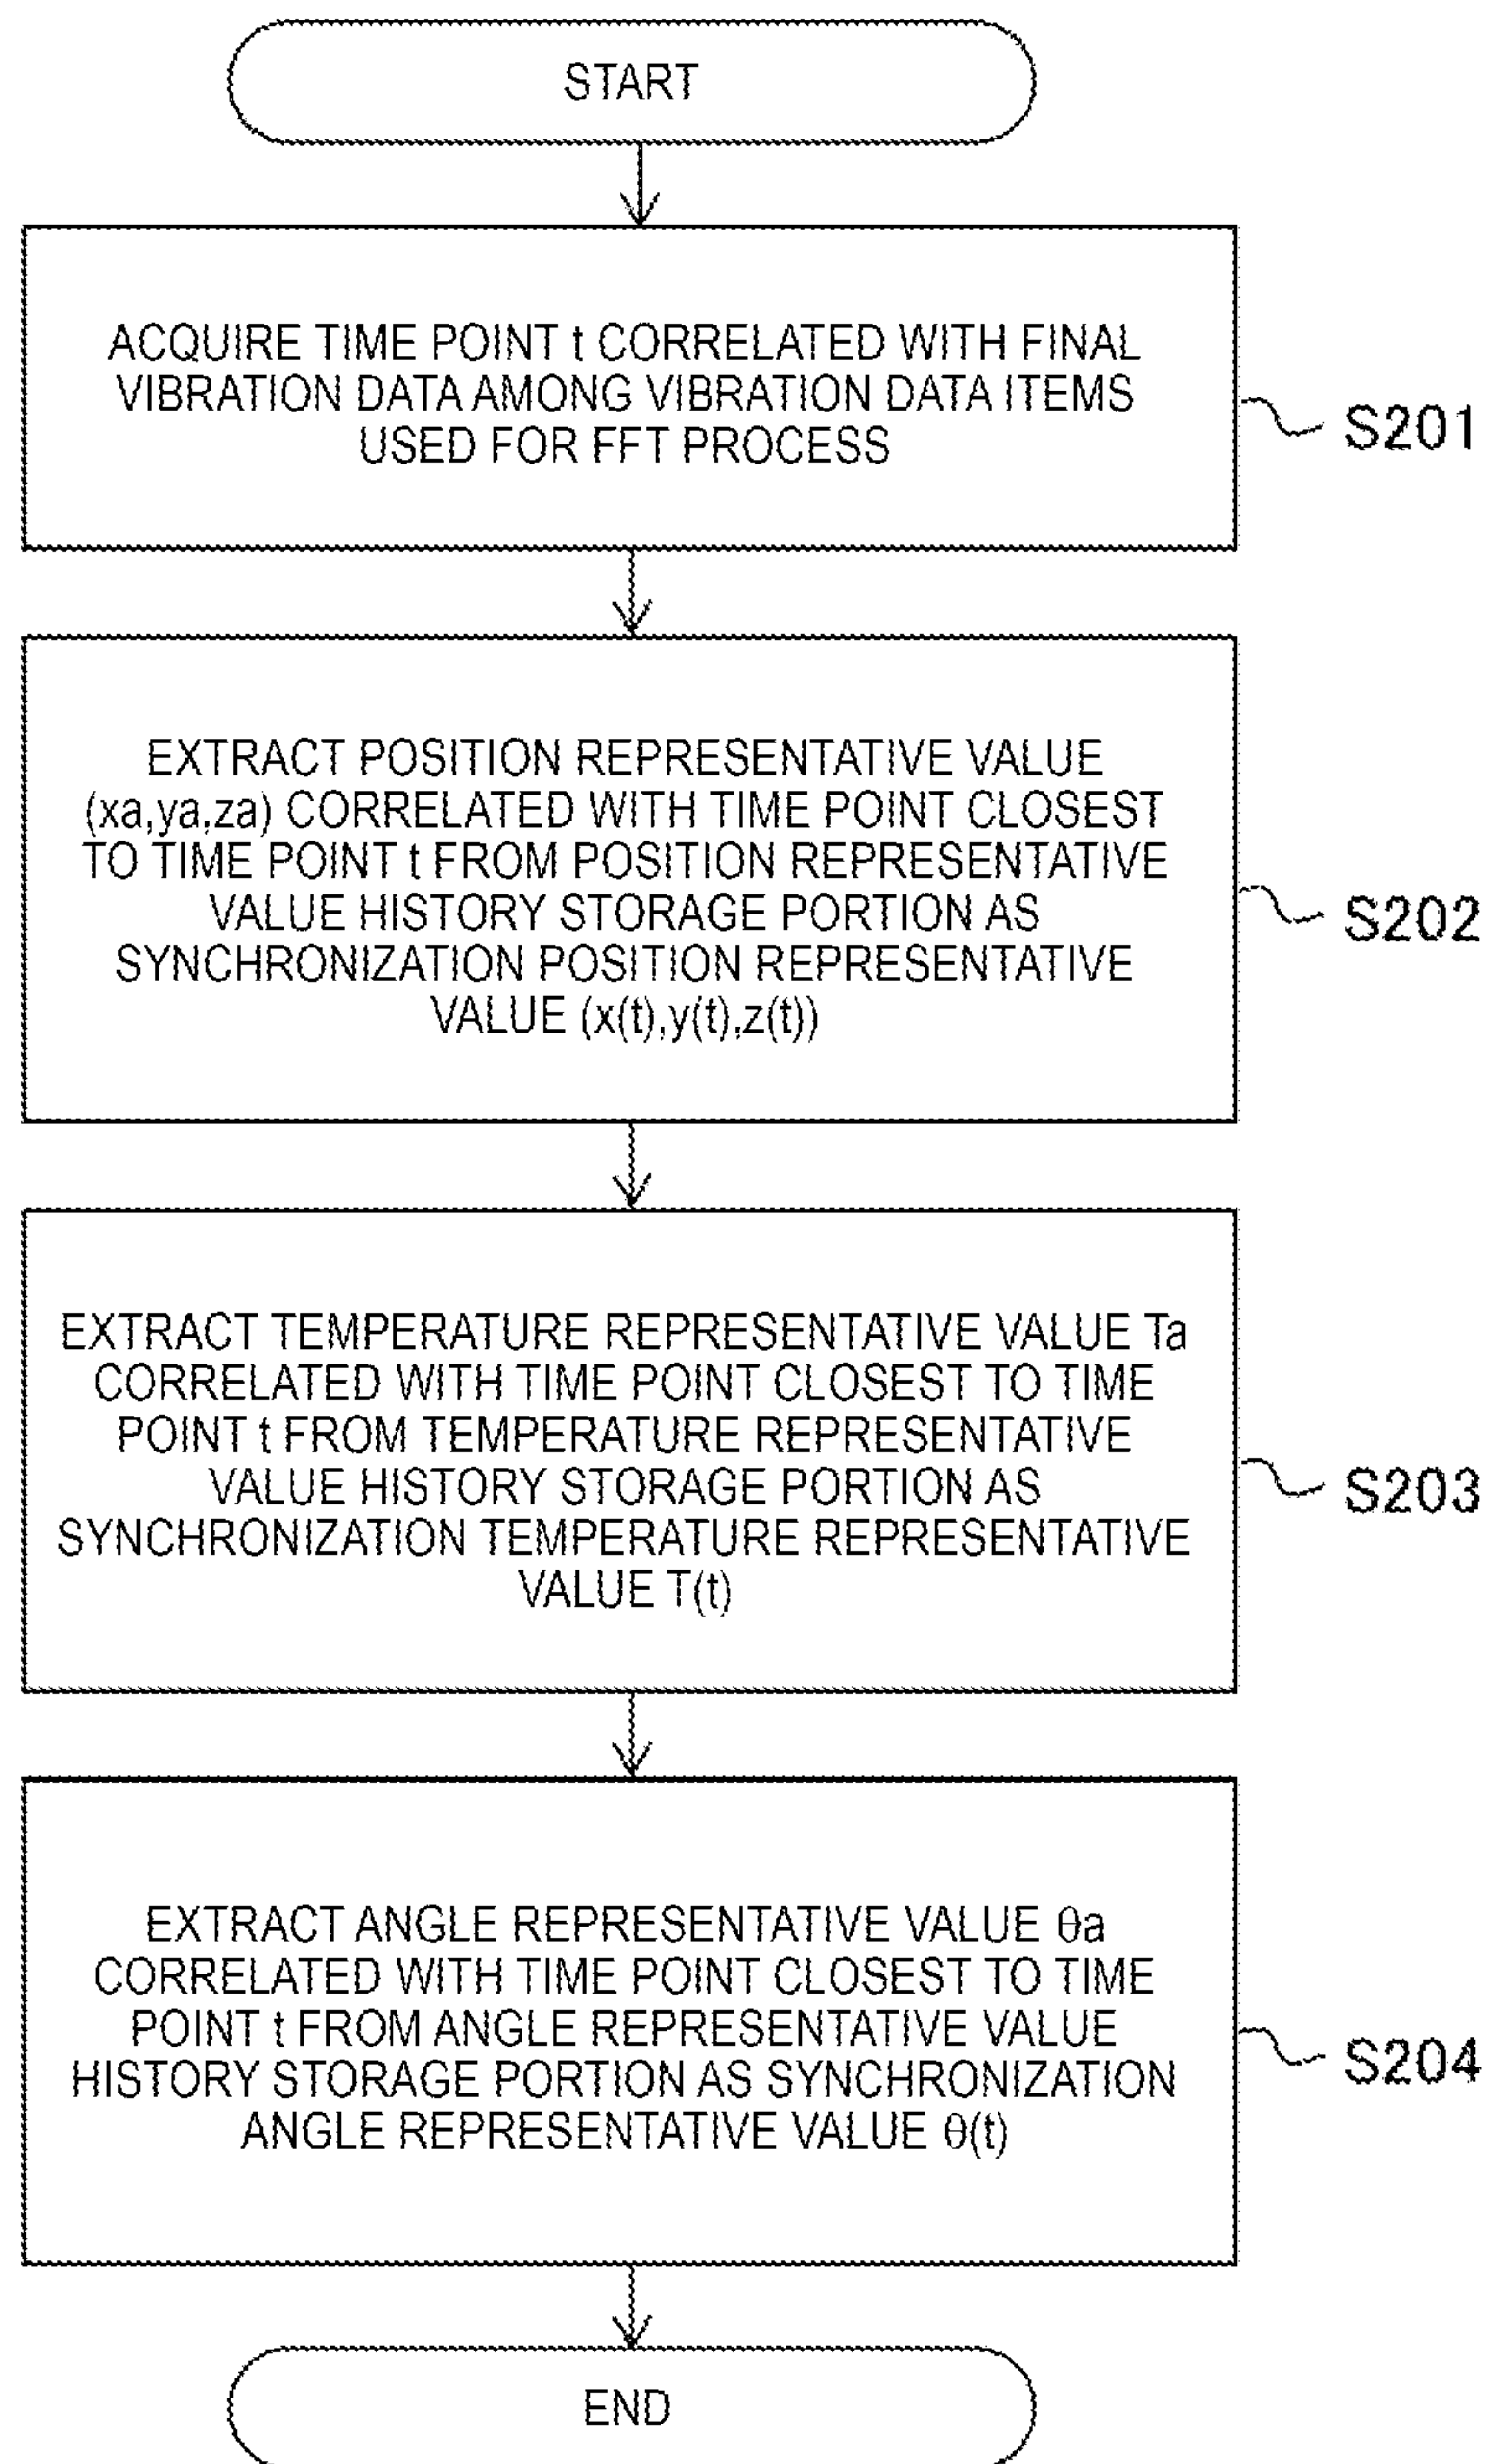 START
ACQUIRE TIME POINT t CORRELATED WITH FINAL
VIBRATION DATA AMONG VIBRATION DATA ITEMS
USED FOR FFT PROCESS
S201
EXTRACT POSITION REPRESENTATIVE VALUE
(xa,ya,za) CORRELATED WITH TIME POINT CLOSEST
TO TIME POINT t FROM POSITION REPRESENTATIVE
VALUE HISTORY STORAGE PORTION AS
SYNCHRONIZATION POSITION REPRESENTATIVE
VALUE (x(t),y(t),z(t))
S202
EXTRACT TEMPERATURE REPRESENTATIVE VALUE Ta
CORRELATED WITH TIME POINT CLOSEST TO TIME
POINT t FROM TEMPERATURE REPRESENTATIVE
VALUE HISTORY STORAGE PORTION AS
SYNCHRONIZATION TEMPERATURE REPRESENTATIVE
VALUE T(t)
S203
EXTRACT ANGLE REPRESENTATIVE VALUE θa
CORRELATED WITH TIME POINT CLOSEST TO TIME
POINT t FROM ANGLE REPRESENTATIVE VALUE
HISTORY STORAGE PORTION AS SYNCHRONIZATION
ANGLE REPRESENTATIVE VALUE θ(t)
S204
END